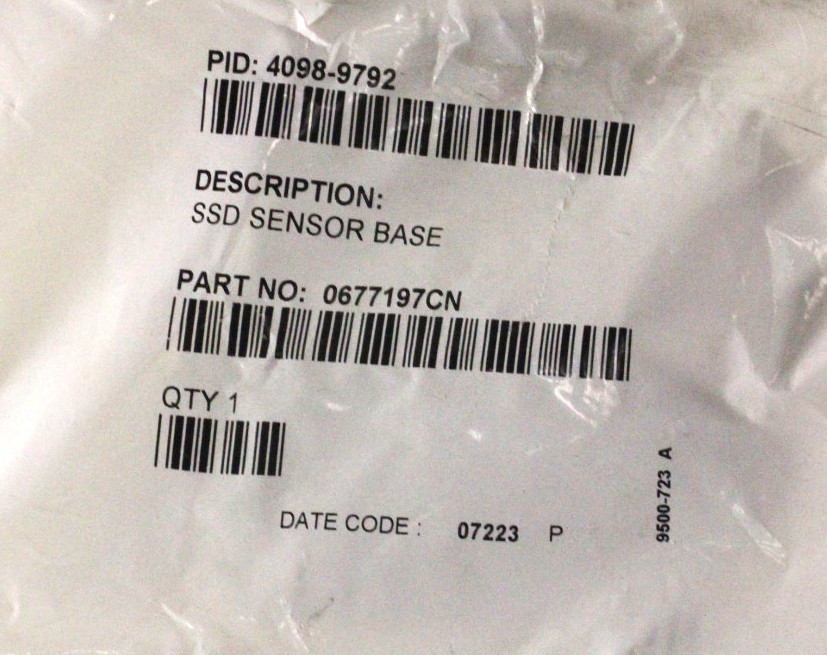 PID: 4098-9792
DESCRIPTION:
SSD SENSOR BASE
PART NO: 0677197CN
QTY 1
DATE CODE : 07223 P
9500-723 A